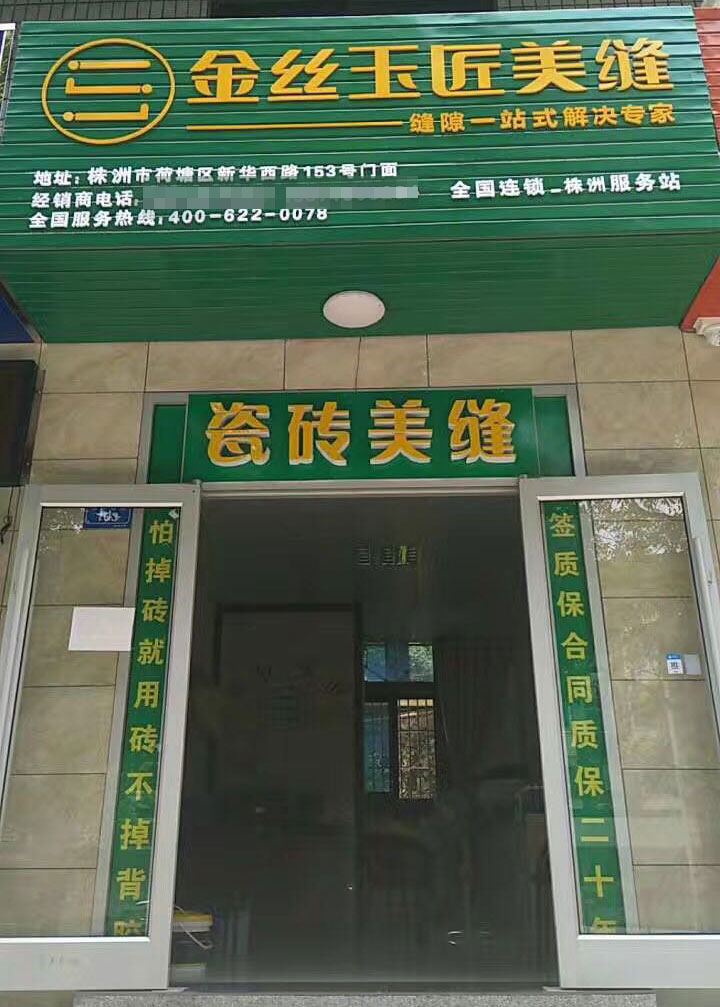 金丝玉匠美缝
缝隙一站式解决专家
地址:株洲市荷塘区新华西路153号门面
经销商电话:
全国服务热线:400-622-0078
全国连锁-株洲服务站
瓷砖美缝
怕掉砖就用砖不掉背胶
签质保合同质保二十年